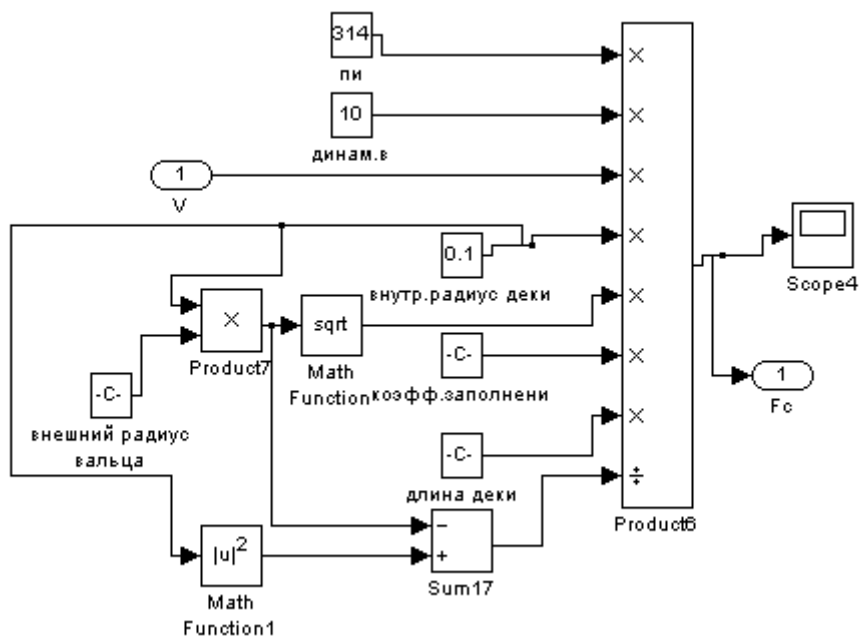 314
пи
10
динам.в
1
V
0.1
внутр.радиус деки
Scope4
sqrt
Product7
Math
Function
-C-
коэфф.заполнени
-C-
внешний радиус
вальца
-C-
длина деки
1
Fc
Product6
|u|²
−
+
Sum17
Math
Function1
×
×
×
×
×
×
×
÷
×